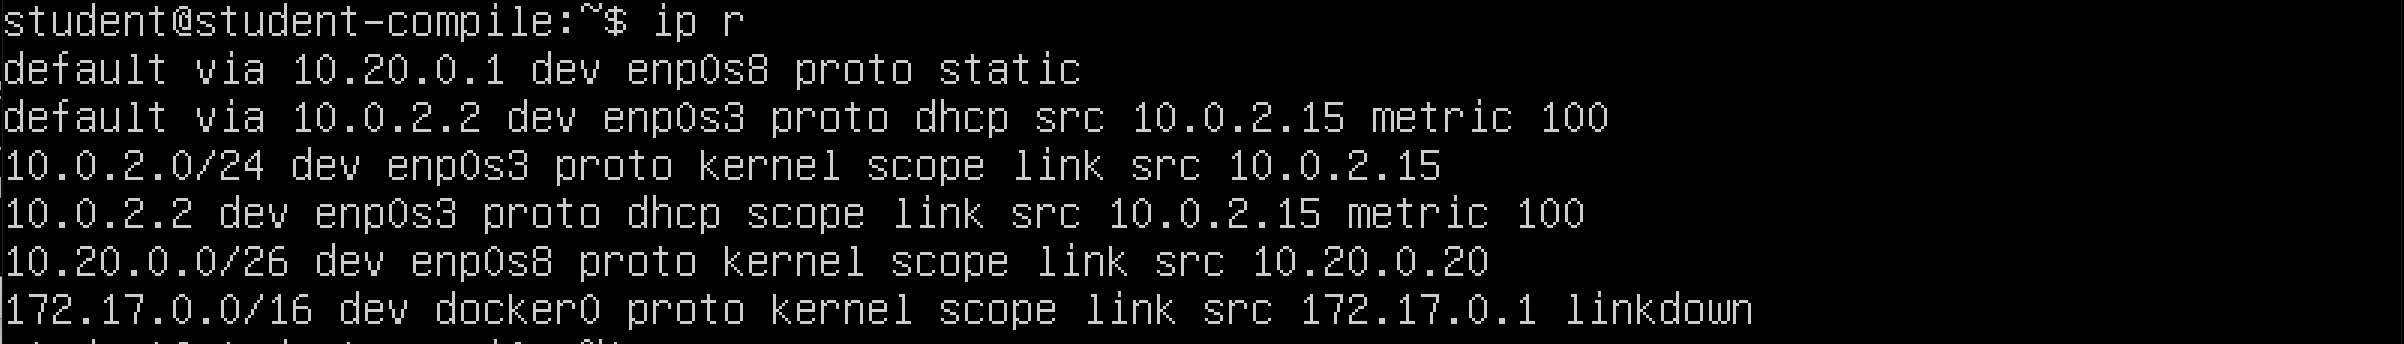 student@student-compile:~$ ip r
default via 10.20.0.1 dev enp0s8 proto static
default via 10.0.2.2 dev enp0s3 proto dhcp src 10.0.2.15 metric 100
10.0.2.0/24 dev enp0s3 proto kernel scope link src 10.0.2.15
10.0.2.2 dev enp0s3 proto dhcp scope link src 10.0.2.15 metric 100
10.20.0.0/26 dev enp0s8 proto kernel scope link src 10.20.0.20
172.17.0.0/16 dev docker0 proto kernel scope link src 172.17.0.1 linkdown